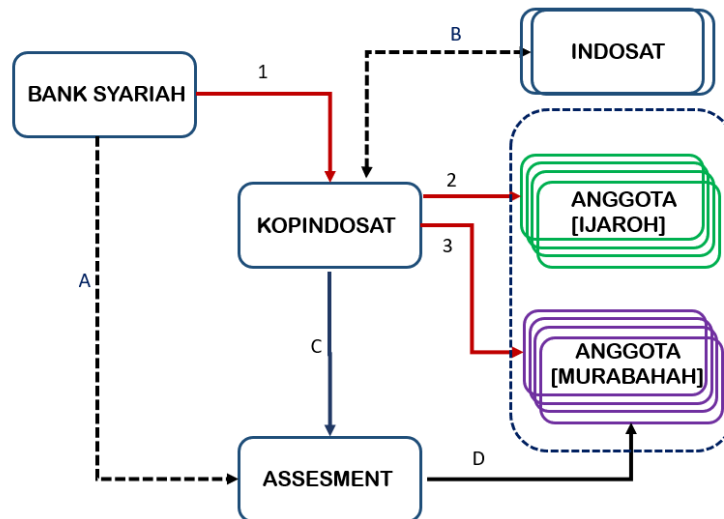 B
INDOSAT
1
BANK SYARIAH
2
ANGGOTA
[IJAROH]
KOPINDOSAT
3
A
C
ANGGOTA
[MURABAHAH]
ASSESMENT
D